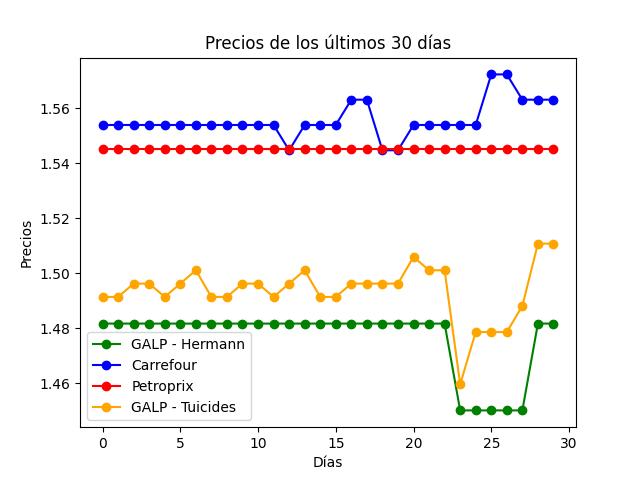 Precios de los últimos 30 días
Precios
1.56
1.54
1.52
1.50
1.48
1.46
GALP - Hermann
Carrefour
Petroprix
GALP - Tuicides
0 5 10 15 20 25 30
Días